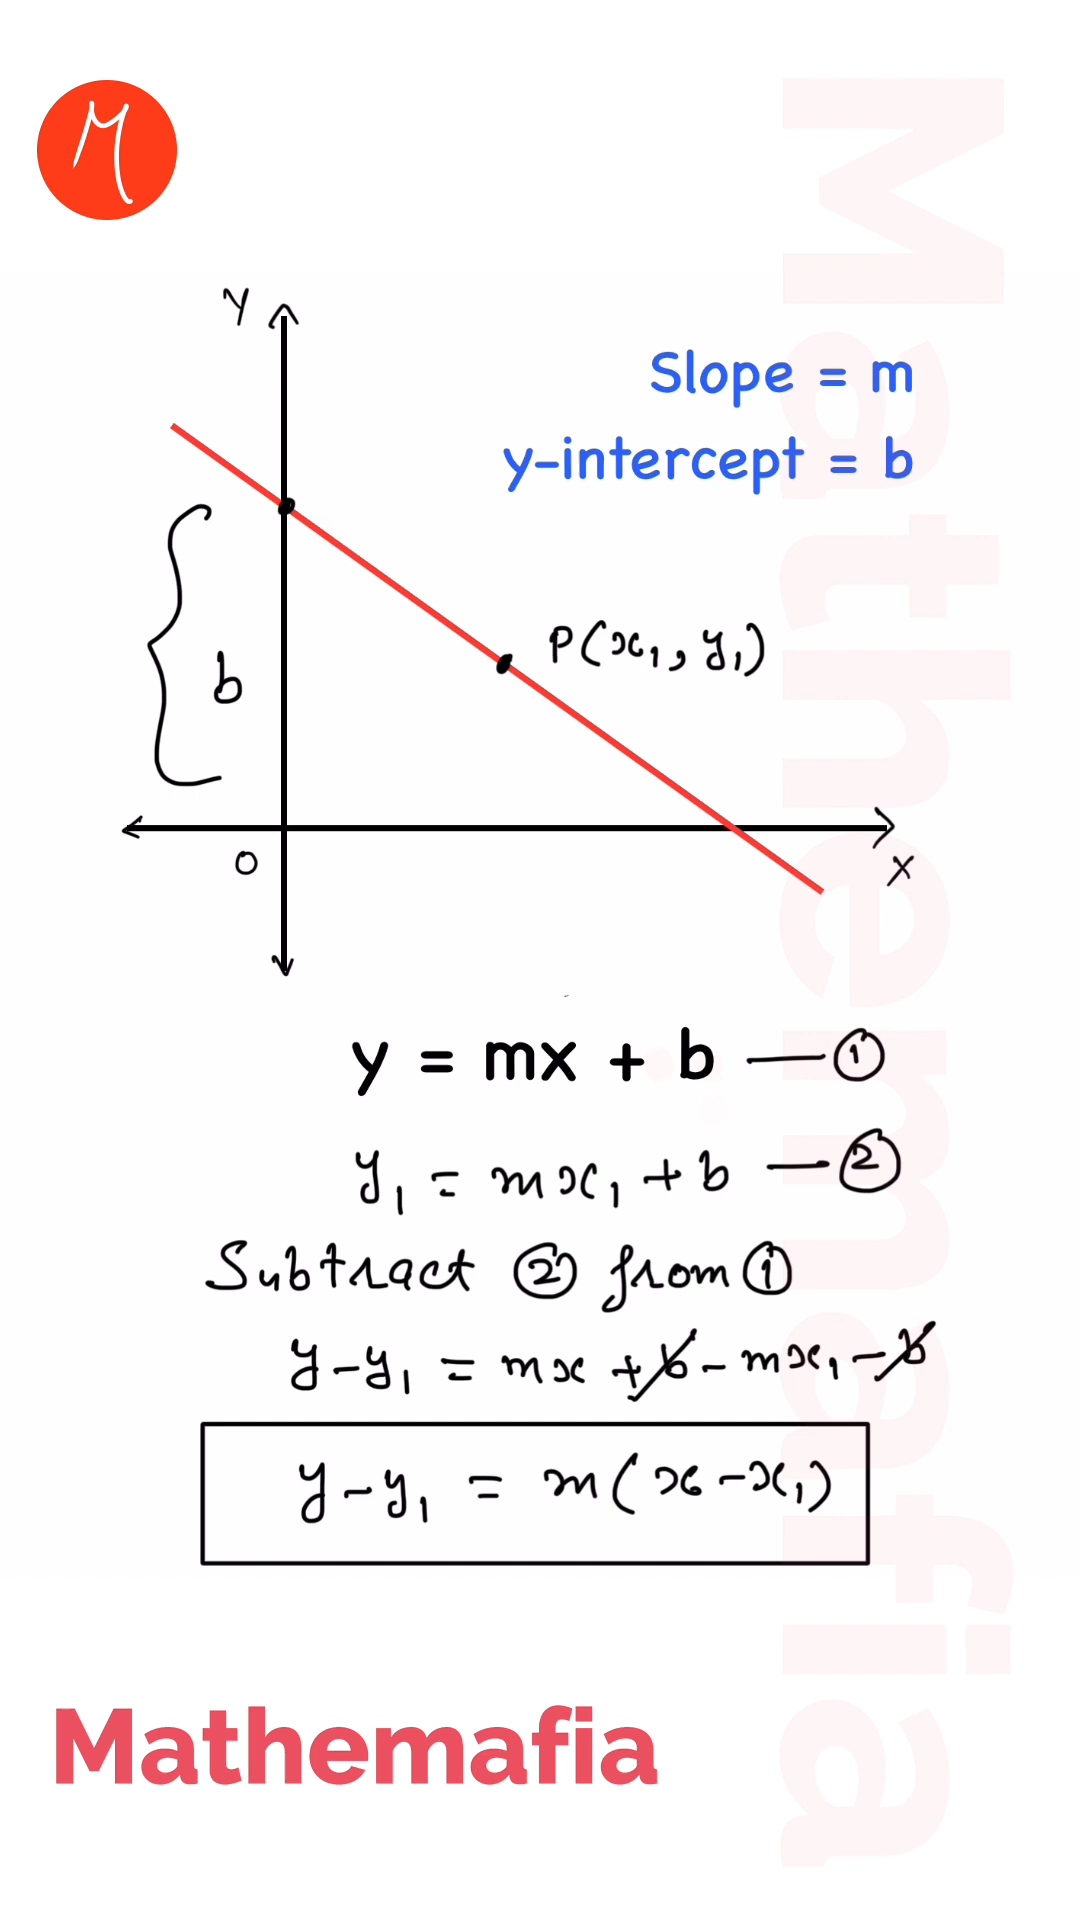 M
Y
Slope = m
y-intercept = b
P(x₁, y₁)
b
O
X
y = mx + b — ①
y₁ = mx₁ + b — ②
Subtract ② from ①
y-y₁ = mx + b - mx₁ - b
y-y₁ = m(x-x₁)
Mathemafia
Mathemafia